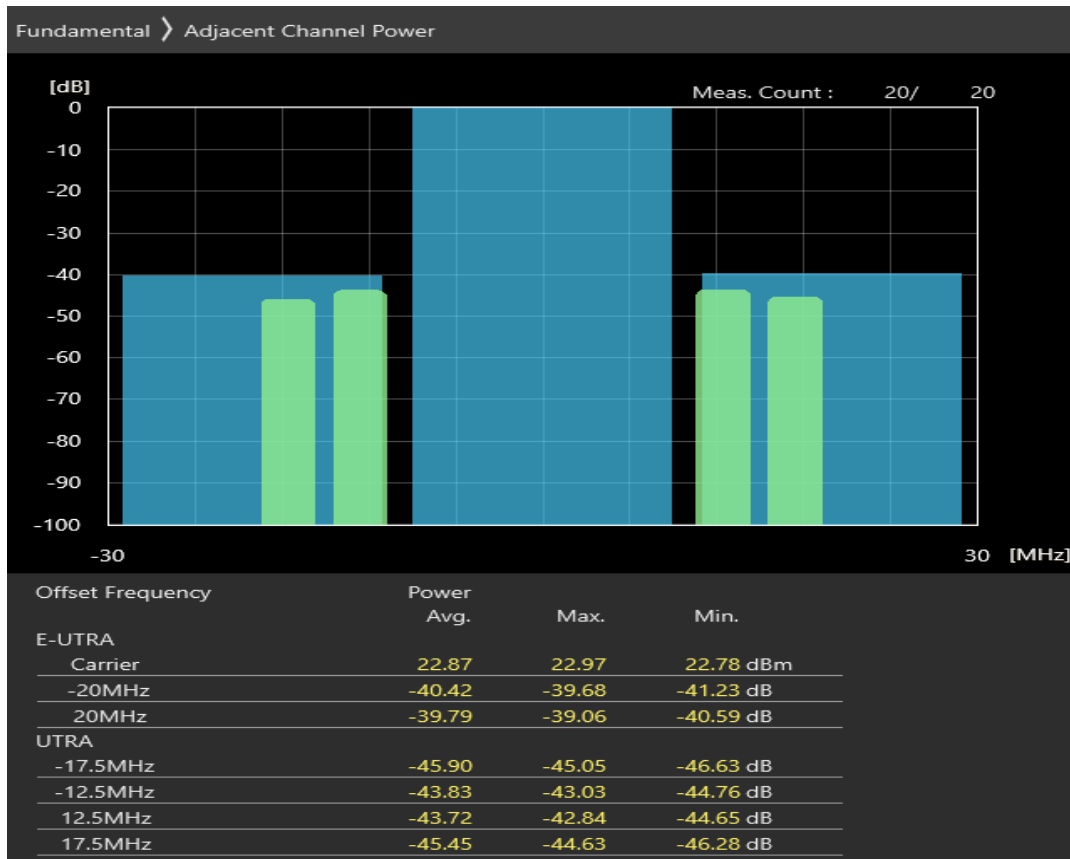 Fundamental ❯ Adjacent Channel Power
[dB]
Meas. Count : 20/ 20
0
-10
-20
-30
-40
-50
-60
-70
-80
-90
-100
-30 30 [MHz]
Offset Frequency Power
Avg. Max. Min.
E-UTRA
Carrier 22.87 22.97 22.78 dBm
-20MHz -40.42 -39.68 -41.23 dB
20MHz -39.79 -39.06 -40.59 dB
UTRA
-17.5MHz -45.90 -45.05 -46.63 dB
-12.5MHz -43.83 -43.03 -44.76 dB
12.5MHz -43.72 -42.84 -44.65 dB
17.5MHz -45.45 -44.63 -46.28 dB